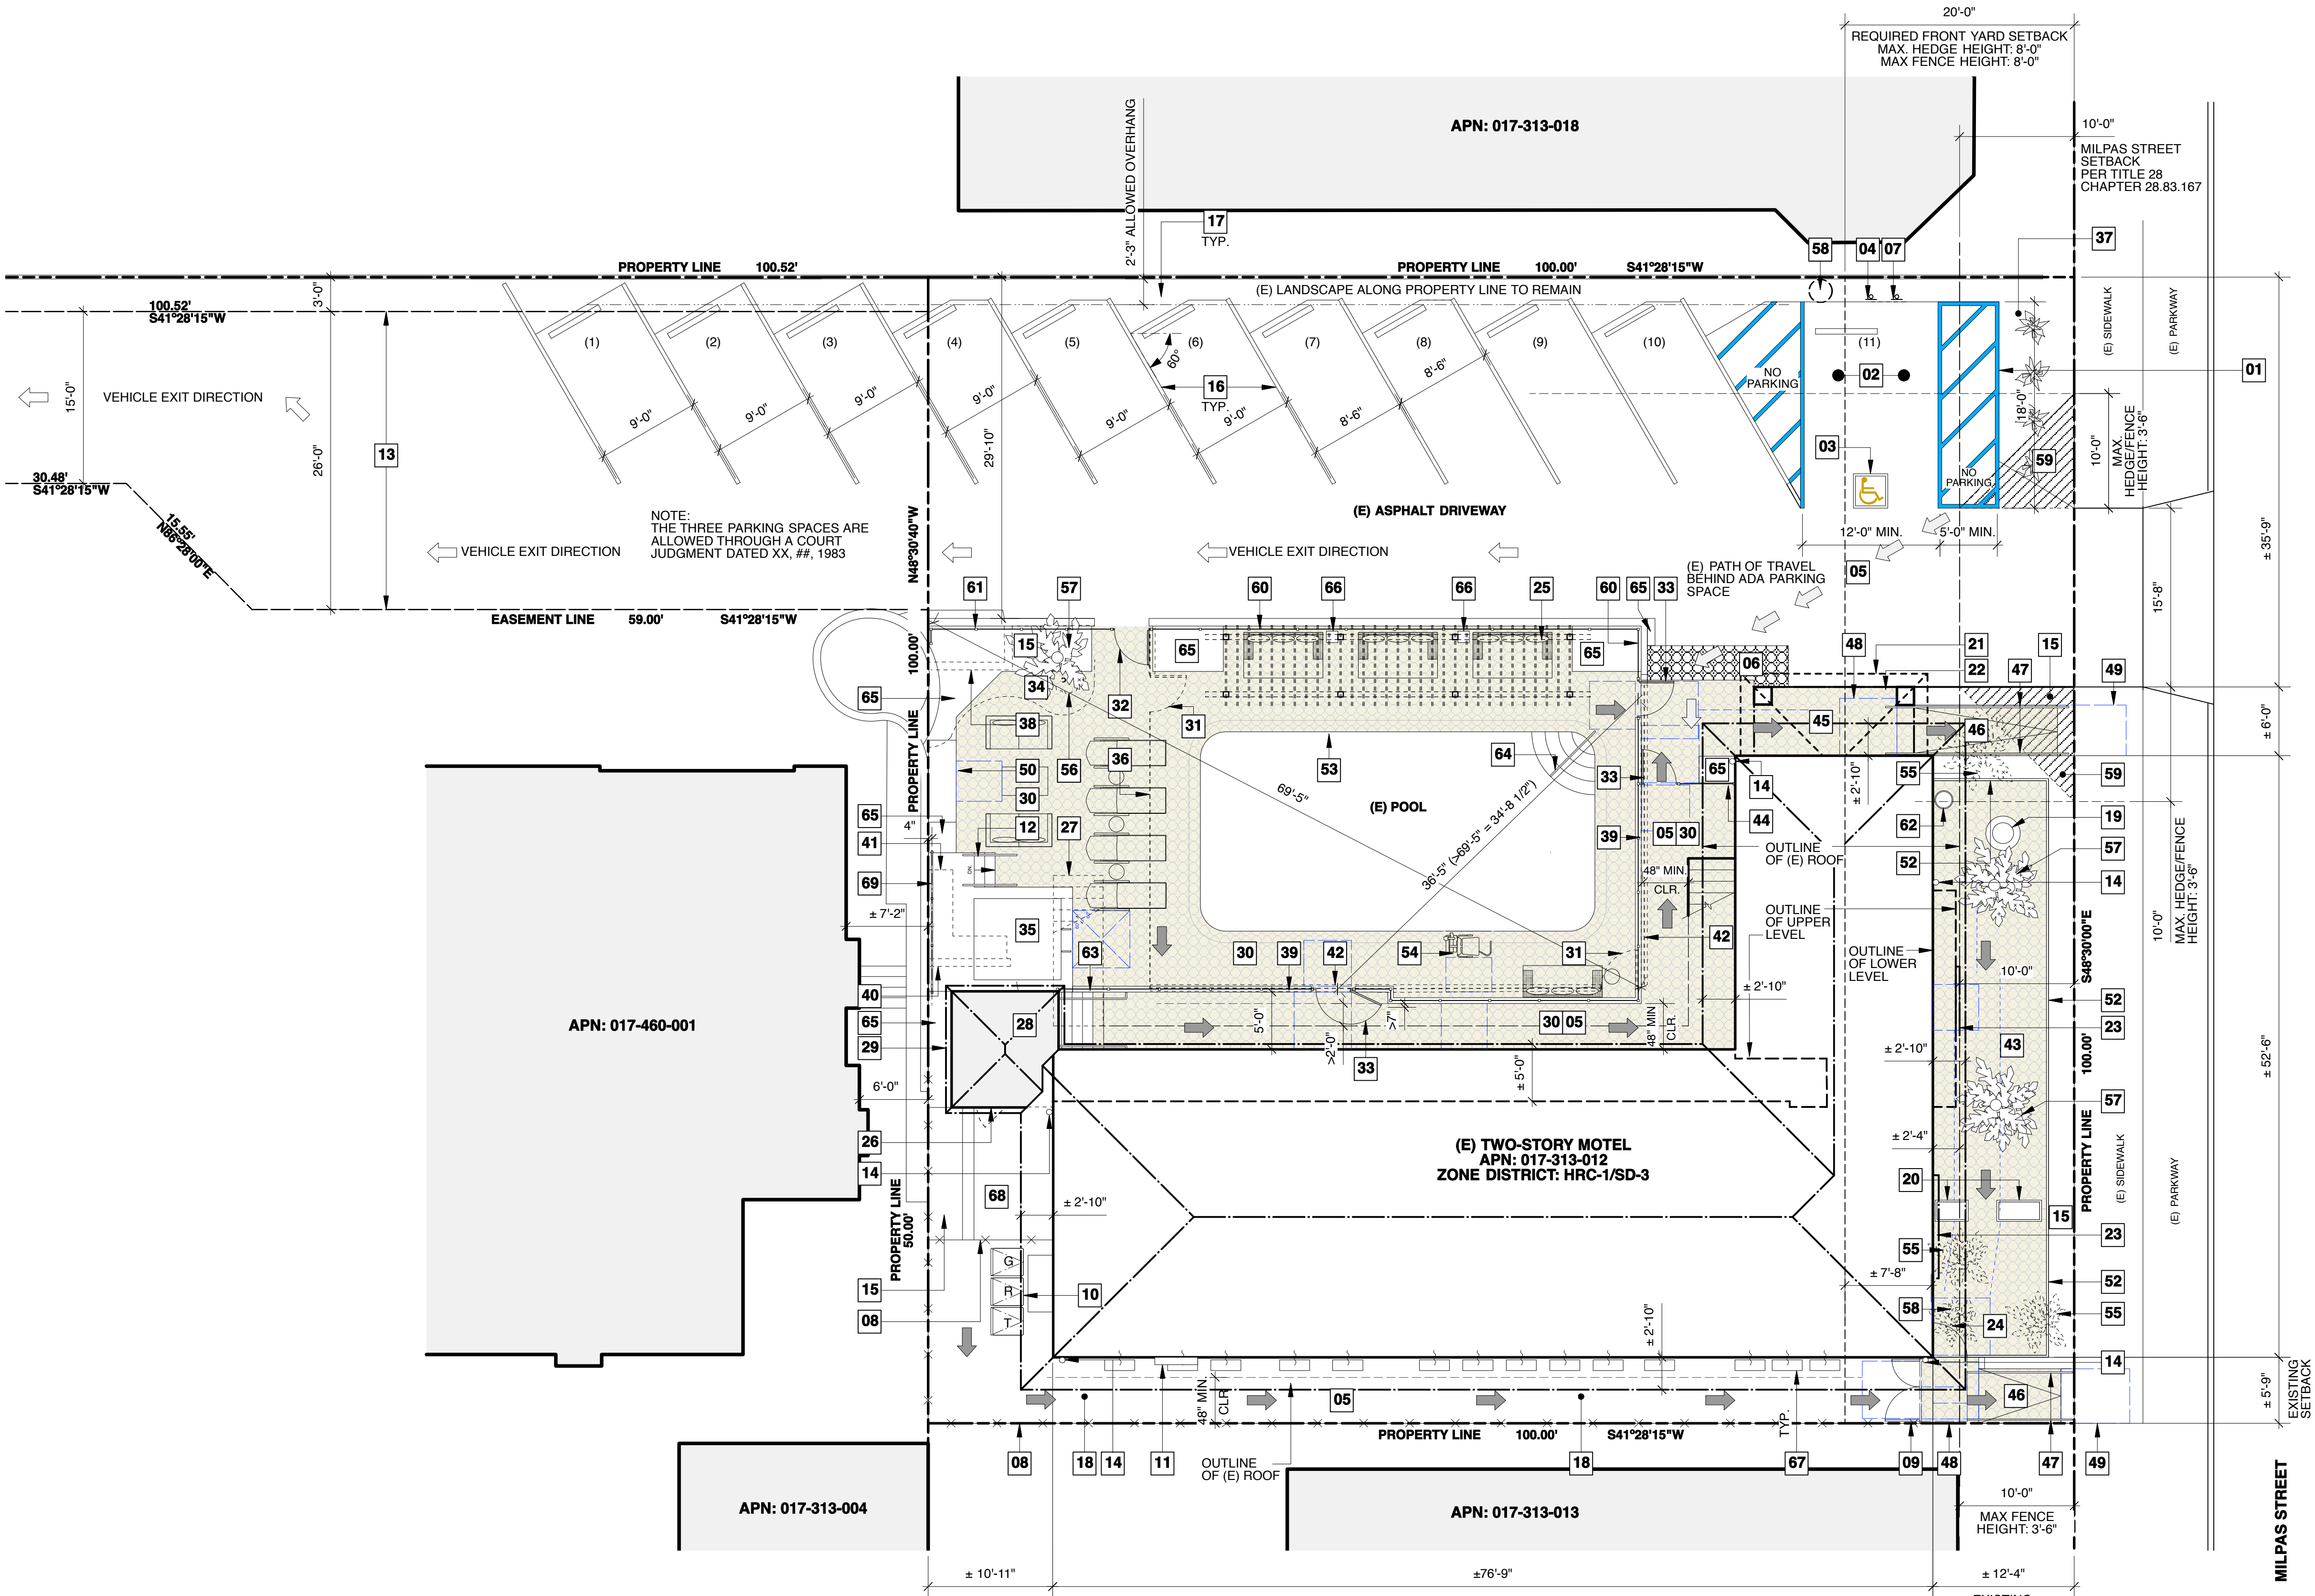 20'-0"
REQUIRED FRONT YARD SETBACK
MAX. HEDGE HEIGHT: 8'-0"
MAX FENCE HEIGHT: 8'-0"
APN: 017-313-018
10'-0"
MILPAS STREET
SETBACK
PER TITLE 28
CHAPTER 28.83.167
2'-3" ALLOWED OVERHANG
17
TYP.
58
04
07
37
PROPERTY LINE 100.52'
PROPERTY LINE 100.00' S41°28'15"W
(E) LANDSCAPE ALONG PROPERTY LINE TO REMAIN
3'-0"
100.52'
S41°28'15"W
(1)
(2)
(3)
(4)
(5)
(6)
(7)
(8)
(9)
(10)
(11)
60°
(E) SIDEWALK
(E) PARKWAY
01
15'-0"
VEHICLE EXIT DIRECTION
NO
PARKING
02
16
TYP.
9'-0"
9'-0"
9'-0"
9'-0"
9'-0"
9'-0"
8'-6"
8'-6"
18'-0"
10'-0"
MAX.
HEDGE/FENCE
HEIGHT: 3'-6"
13
26'-0"
29'-10"
03
59
NO
PARKING
30.48'
S41°28'15"W
15.55'
N86°28'00"E
NOTE:
THE THREE PARKING SPACES ARE
ALLOWED THROUGH A COURT
JUDGMENT DATED XX, ##, 1983
N48°30'40"W
(E) ASPHALT DRIVEWAY
12'-0" MIN.
5'-0" MIN.
± 35'-9"
VEHICLE EXIT DIRECTION
VEHICLE EXIT DIRECTION
(E) PATH OF TRAVEL
BEHIND ADA PARKING
SPACE
05
15'-8"
61
57
60
66
66
25
60
65
33
EASEMENT LINE 59.00' S41°28'15"W
100.00'
15
65
65
06
48
21
22
47
15
49
65
34
32
31
38
36
45
46
± 6'-0"
PROPERTY LINE
50
56
53
64
33
65
14
± 2'-10"
55
59
30
69'-5"
(E) POOL
36'-5" (>69'-5" = 34'-8 1/2")
44
62
19
65
4"
12
27
39
05
30
OUTLINE
OF (E) ROOF
52
57
41
DN
69
48" MIN.
CLR.
14
± 7'-2"
35
OUTLINE
OF UPPER
LEVEL
MAX. HEDGE/FENCE
HEIGHT: 3'-6"
10'-0"
S48°30'00"E
63
30
39
42
54
31
42
OUTLINE
OF LOWER
LEVEL
10'-0"
40
± 2'-10"
52
APN: 017-460-001
65
28
5'-0"
>7"
30
05
48" MIN
CLR.
23
29
>2'-0"
33
43
± 2'-10"
100.00'
± 52'-6"
6'-0"
± 5'-0"
57
26
(E) TWO-STORY MOTEL
APN: 017-313-012
ZONE DISTRICT: HRC-1/SD-3
± 2'-4"
PROPERTY LINE
(E) SIDEWALK
(E) PARKWAY
14
20
68
± 2'-10"
15
PROPERTY LINE
50.00'
23
55
G
R
T
± 7'-8"
52
15
10
58
55
08
± 2'-10"
24
14
48" MIN.
CLR.
05
46
± 5'-9"
EXISTING
SETBACK
PROPERTY LINE 100.00' S41°28'15"W
TYP.
08
18
14
11
OUTLINE
OF (E) ROOF
18
67
09
48
47
49
APN: 017-313-004
APN: 017-313-013
10'-0"
MAX FENCE
HEIGHT: 3'-6"
MILPAS STREET
± 10'-11"
±76'-9"
± 12'-4"